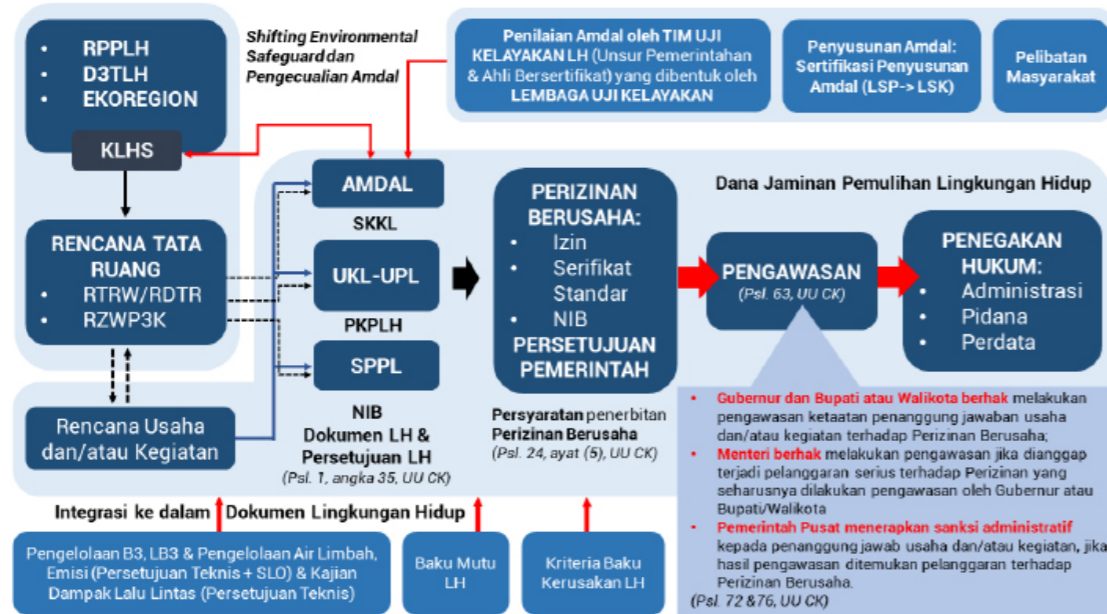 • RPPLH
• D3TLH
• EKOREGION
KLHS
Shifting Environmental
Safeguard dan
Pengecualian Amdal
Penilaian Amdal oleh TIM UJI
KELAYAKAN LH (Unsur Pemerintahan
& Ahli Bersertifikat) yang dibentuk oleh
LEMBAGA UJI KELAYAKAN
Penyusunan Amdal:
Sertifikasi Penyusunan
Amdal (LSP-> LSK)
Pelibatan
Masyarakat
RENCANA TATA
RUANG
• RTRW/RDTR
• RZWP3K
Rencana Usaha
dan/atau Kegiatan
AMDAL
SKKL
UKL-UPL
PKPLH
SPPL
NIB
Dokumen LH &
Persetujuan LH
(Psl. 1, angka 35, UU CK)
PERIZINAN
BERUSAHA:
• Izin
• Serifikat
Standar
• NIB
PERSETUJUAN
PEMERINTAH
Persyaratan penerbitan
Perizinan Berusaha
(Psl. 24, ayat (5), UU CK)
Dana Jaminan Pemulihan Lingkungan Hidup
PENGAWASAN
(Psl. 63, UU CK)
PENEGAKAN
HUKUM:
• Administrasi
• Pidana
• Perdata
• Gubernur dan Bupati atau Walikota berhak melakukan
pengawasan ketaatan penanggung jawaban usaha
dan/atau kegiatan terhadap Perizinan Berusaha;
• Menteri berhak melakukan pengawasan jika dianggap
terjadi pelanggaran serius terhadap Perizinan yang
seharusnya dilakukan pengawasan oleh Gubernur atau
Bupati/Walikota
• Pemerintah Pusat menerapkan sanksi administratif
kepada penanggung jawab usaha dan/atau kegiatan, jika
hasil pengawasan ditemukan pelanggaran terhadap
Perizinan Berusaha.
(Psl. 72 &76, UU CK)
Integrasi ke dalam Dokumen Lingkungan Hidup
Pengelolaan B3, LB3 & Pengelolaan Air Limbah,
Emisi (Persetujuan Teknis + SLO) & Kajian
Dampak Lalu Lintas (Persetujuan Teknis)
Baku Mutu
LH
Kriteria Baku
Kerusakan LH